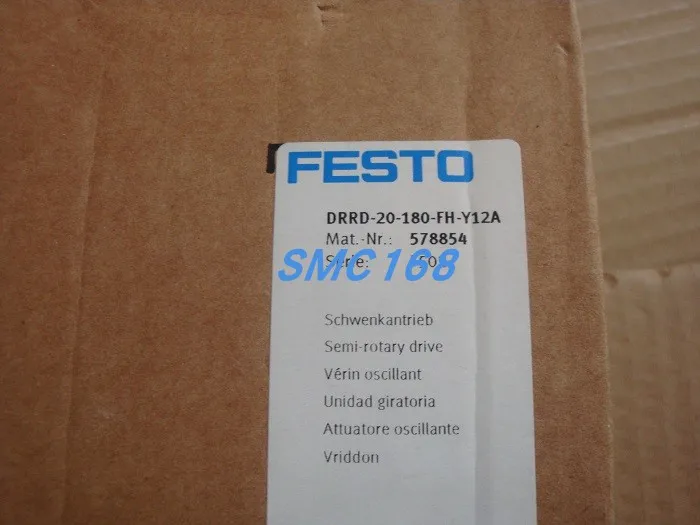 FESTO
DRRD-20-180-FH-Y12A
Mat.-Nr.: 578854
SMC 168
Serie:
Schwenkantrieb
Semi-rotary drive
Vérin oscillant
Unidad giratoria
Attuatore oscillante
Vriddon